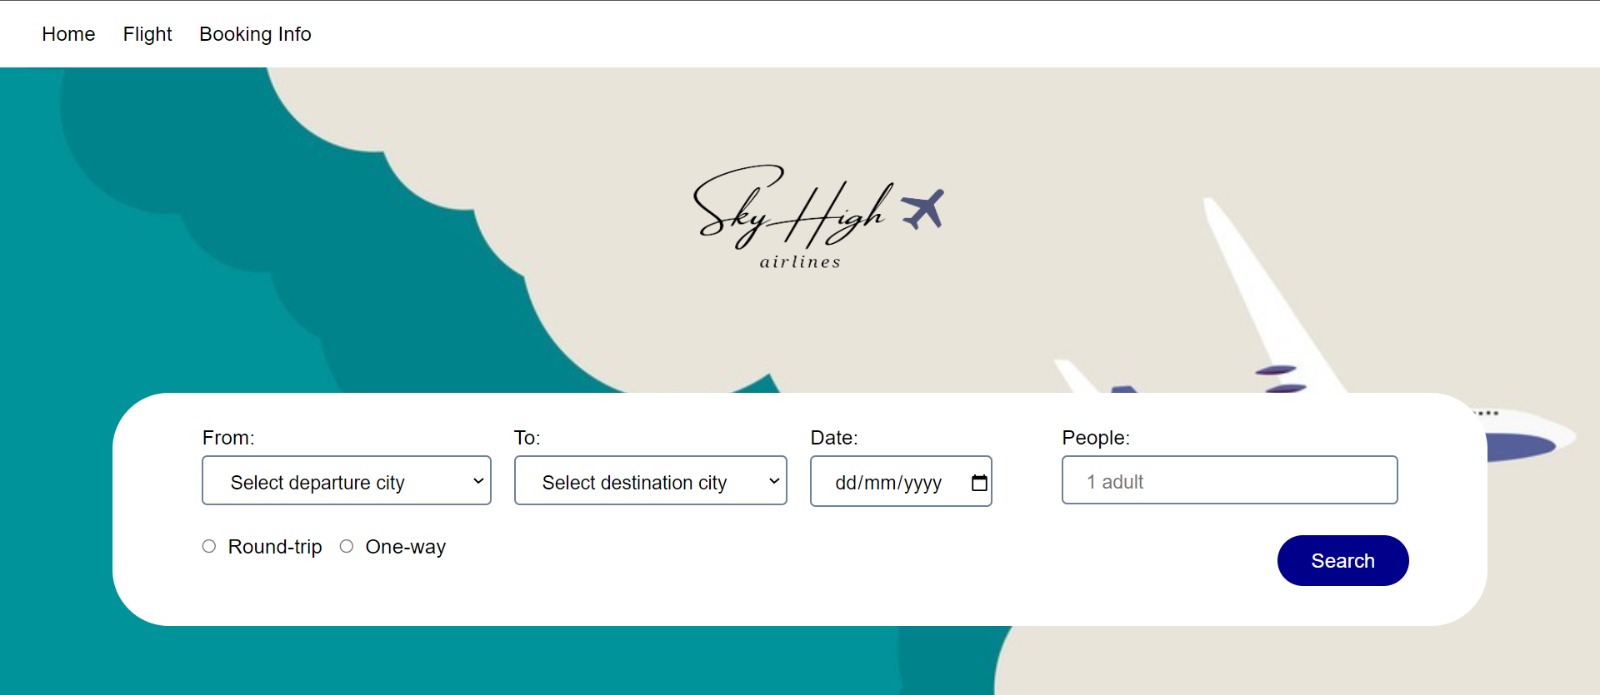 Home Flight Booking Info
Sky High
airlines
From: To: Date: People:
Select departure city Select destination city dd/mm/yyyy 1 adult
Round-trip One-way
Search